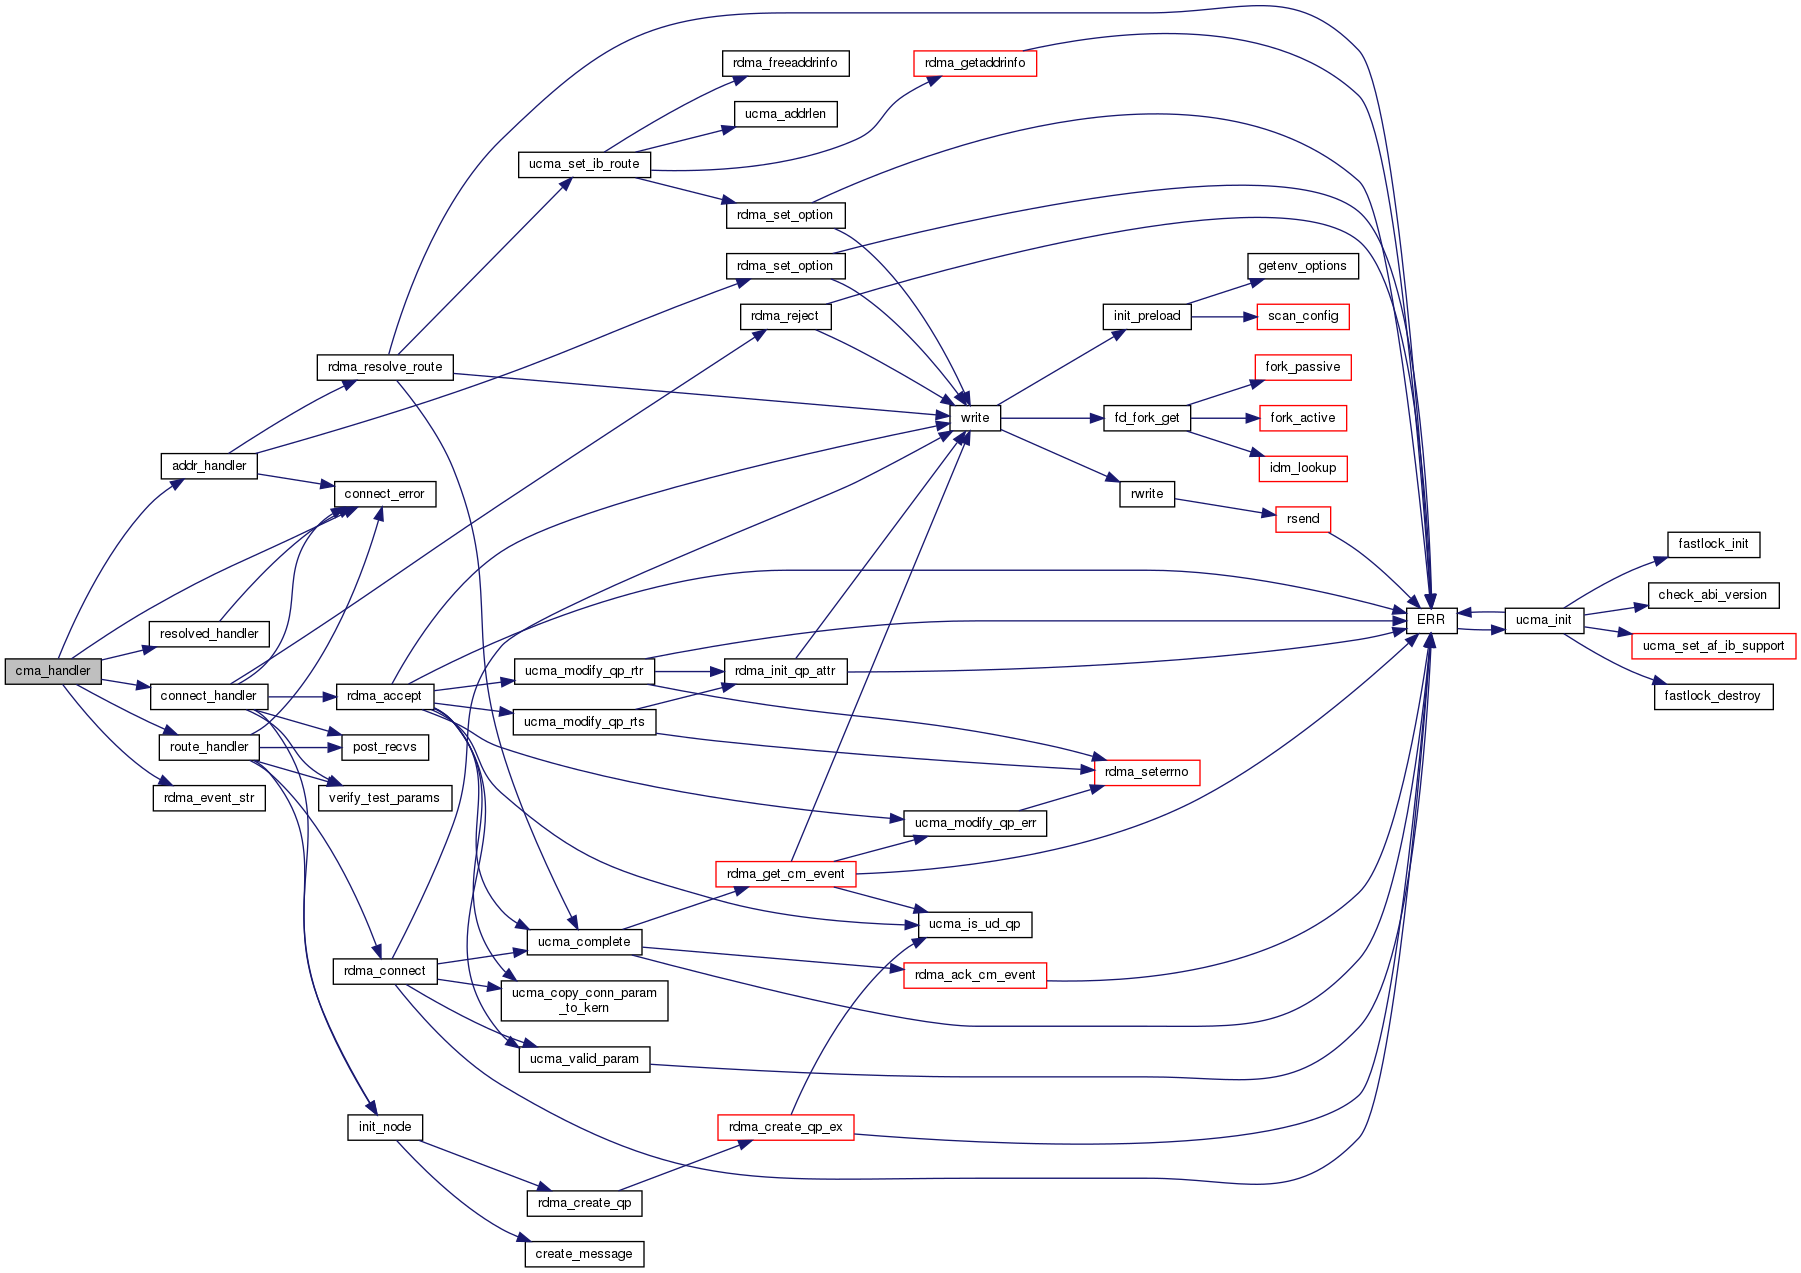 rdma_freeaddrinfo
rdma_getaddrinfo
ucma_addrlen
ucma_set_ib_route
rdma_set_option
rdma_set_option
getenv_options
rdma_reject
init_preload
scan_config
rdma_resolve_route
fork_passive
write
fd_fork_get
fork_active
addr_handler
idm_lookup
connect_error
rwrite
rsend
fastlock_init
check_abi_version
ERR
ucma_init
resolved_handler
ucma_set_af_ib_support
cma_handler
ucma_modify_qp_rtr
rdma_init_qp_attr
connect_handler
rdma_accept
fastlock_destroy
ucma_modify_qp_rts
route_handler
post_recvs
rdma_seterrno
rdma_event_str
verify_test_params
ucma_modify_qp_err
rdma_get_cm_event
ucma_is_ud_qp
ucma_complete
rdma_connect
rdma_ack_cm_event
ucma_copy_conn_param
_to_kern
ucma_valid_param
init_node
rdma_create_qp_ex
rdma_create_qp
create_message